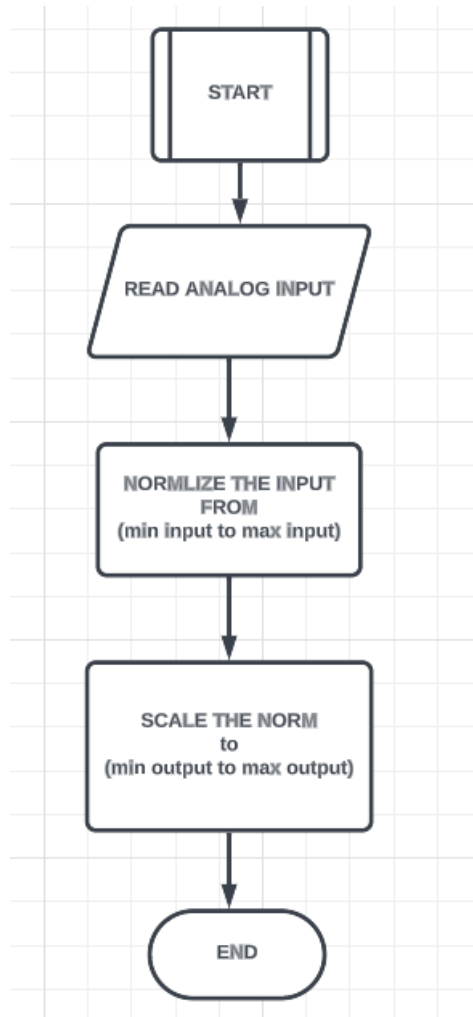 START
READ ANALOG INPUT
NORMLIZE THE INPUT
FROM
(min input to max input)
SCALE THE NORM
to
(min output to max output)
END